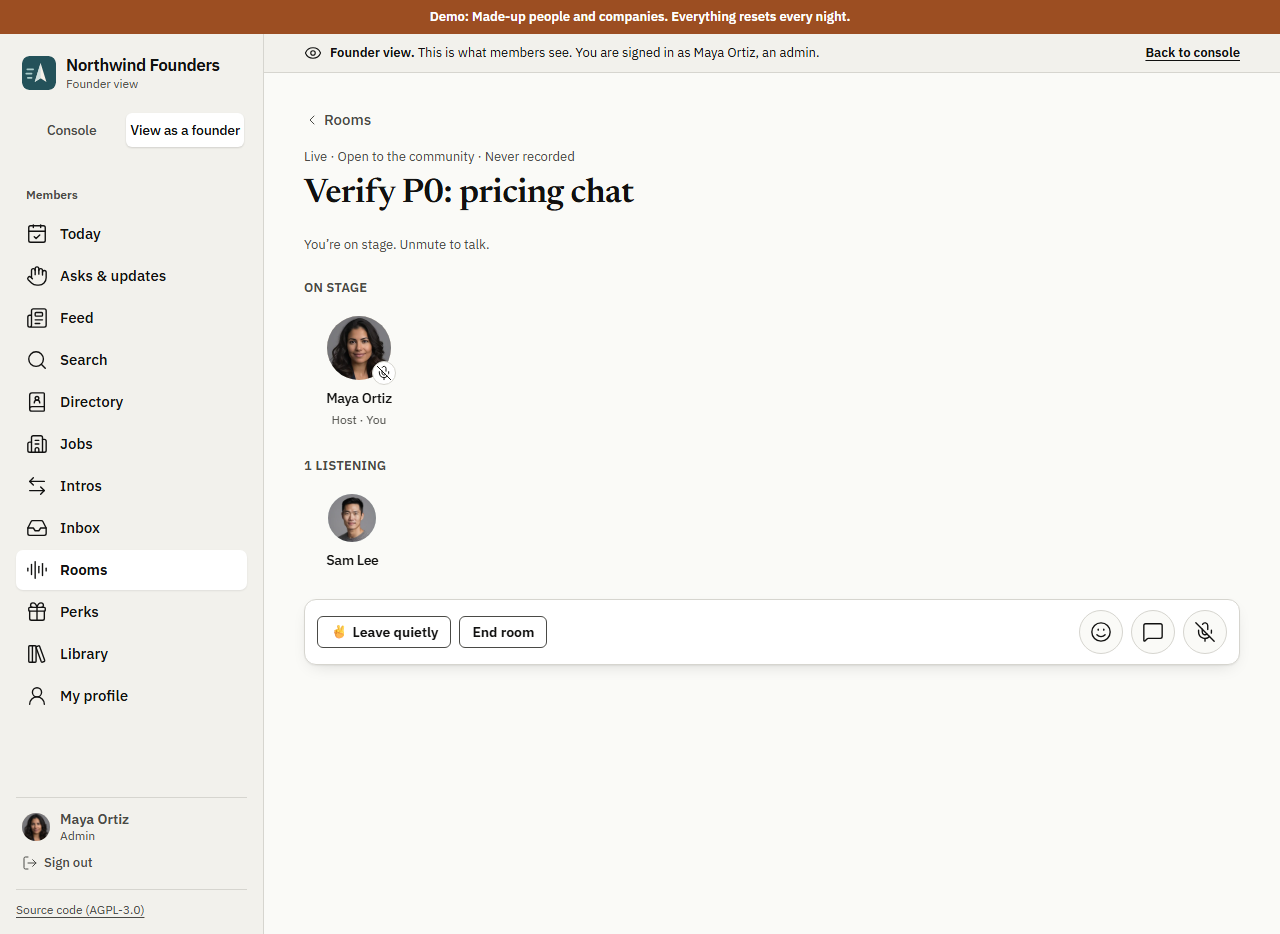 Demo: Made-up people and companies. Everything resets every night.
Northwind Founders
Founder view
Console
View as a founder
Members
Today
Asks & updates
Feed
Search
Directory
Jobs
Intros
Inbox
Rooms
Perks
Library
My profile
Maya Ortiz
Admin
Sign out
Source code (AGPL-3.0)
Founder view. This is what members see. You are signed in as Maya Ortiz, an admin.
Back to console
Rooms
Live · Open to the community · Never recorded
Verify P0: pricing chat
You’re on stage. Unmute to talk.
ON STAGE
Maya Ortiz
Host · You
1 LISTENING
Sam Lee
✌️ Leave quietly
End room